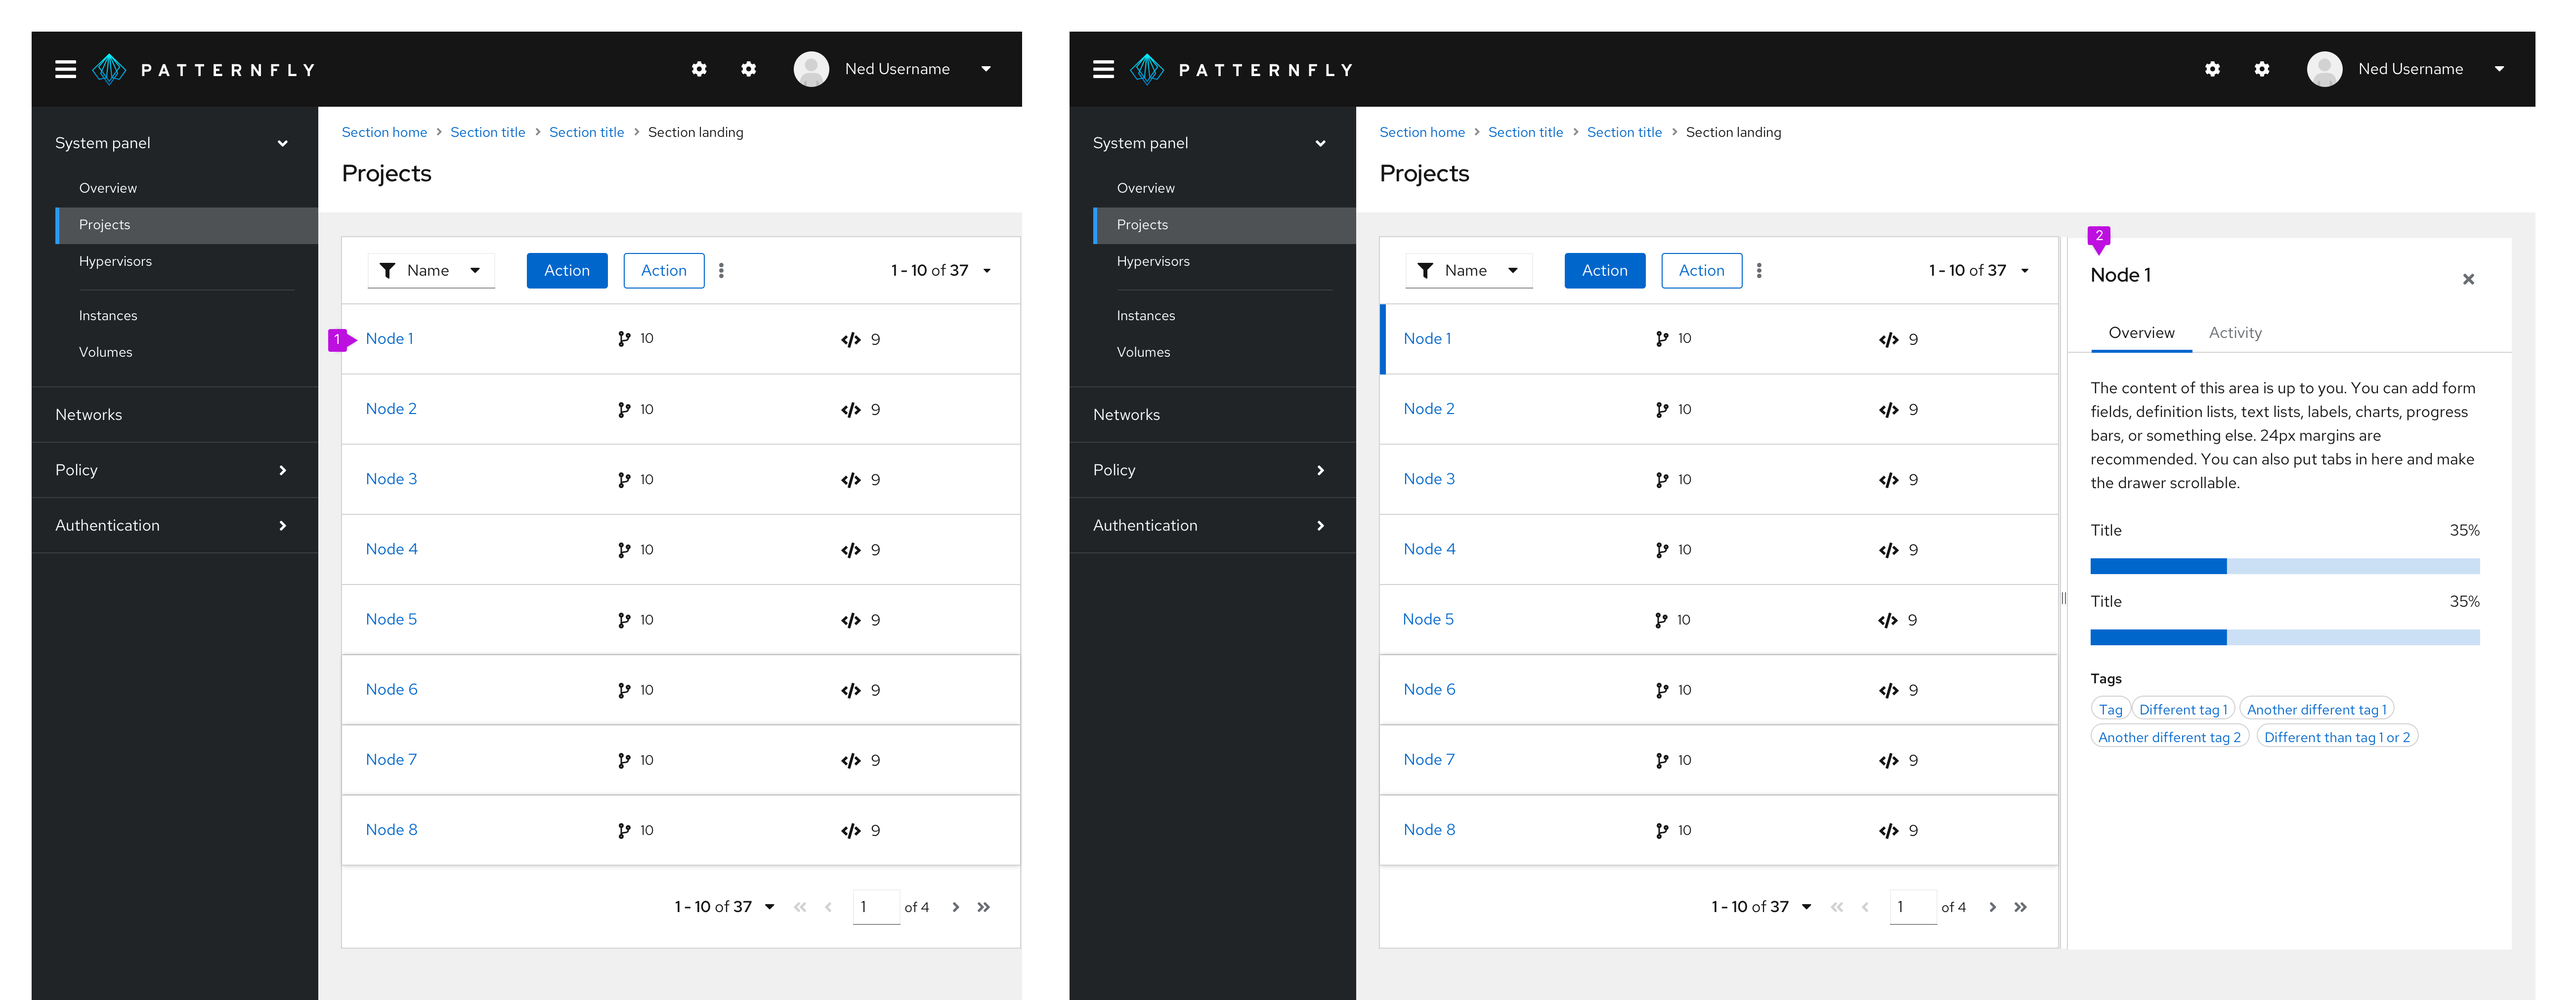 PATTERNFLY
Ned Username
System panel
Overview
Projects
Hypervisors
Instances
Volumes
Networks
Policy
Authentication
Section home Section title Section title Section landing
Projects
Name Action Action 1 - 10 of 37
1 Node 1 10 9
Node 2 10 9
Node 3 10 9
Node 4 10 9
Node 5 10 9
Node 6 10 9
Node 7 10 9
Node 8 10 9
1 - 10 of 37 1 of 4
PATTERNFLY
Ned Username
System panel
Overview
Projects
Hypervisors
Instances
Volumes
Networks
Policy
Authentication
Section home Section title Section title Section landing
Projects
Name Action Action 1 - 10 of 37
Node 1 10 9
Node 2 10 9
Node 3 10 9
Node 4 10 9
Node 5 10 9
Node 6 10 9
Node 7 10 9
Node 8 10 9
1 - 10 of 37 1 of 4
2
Node 1
Overview Activity
The content of this area is up to you. You can add form
fields, definition lists, text lists, labels, charts, progress
bars, or something else. 24px margins are
recommended. You can also put tabs in here and make
the drawer scrollable.
Title 35%
Title 35%
Tags
Tag Different tag 1 Another different tag 1
Another different tag 2 Different than tag 1 or 2